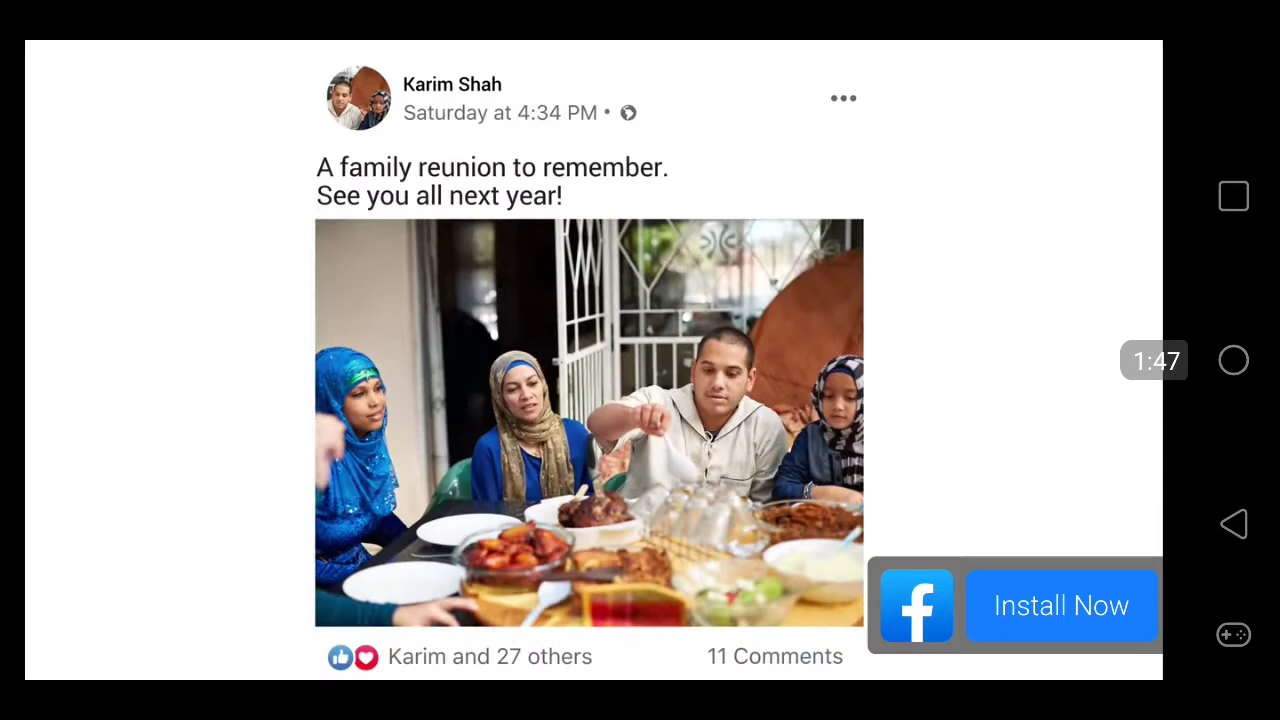 Karim Shah
Saturday at 4:34 PM •
A family reunion to remember.
See you all next year!
1:47
Install Now
Karim and 27 others
11 Comments